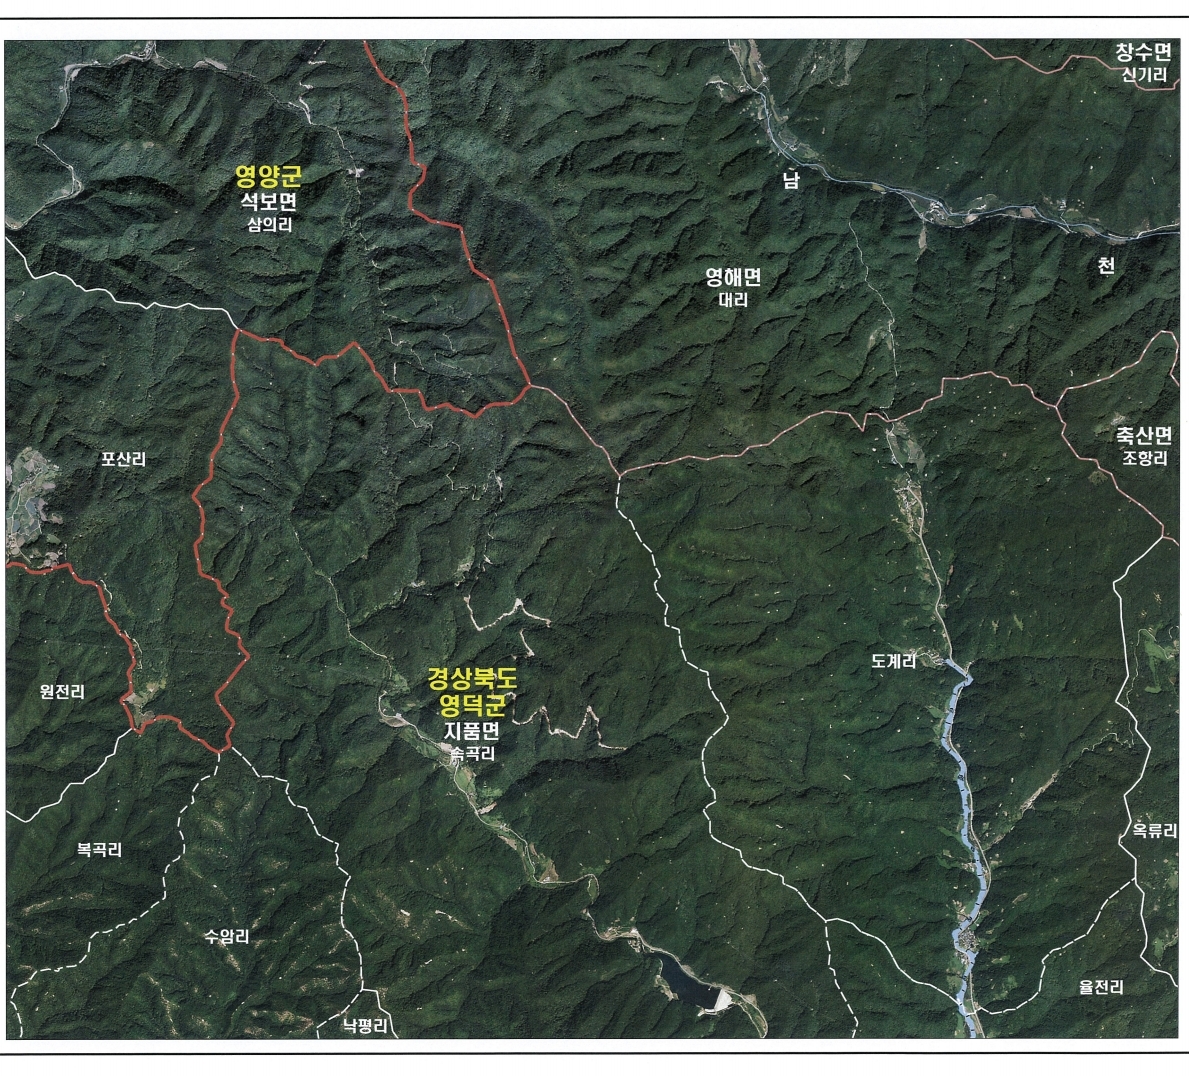 창수면
신기리
영양군
석보면
삼의리
남
천
영해면
대리
축산면
조항리
포산리
도계리
원전리
경상북도
영덕군
지품면
속곡리
옥류리
복곡리
수암리
율전리
낙평리